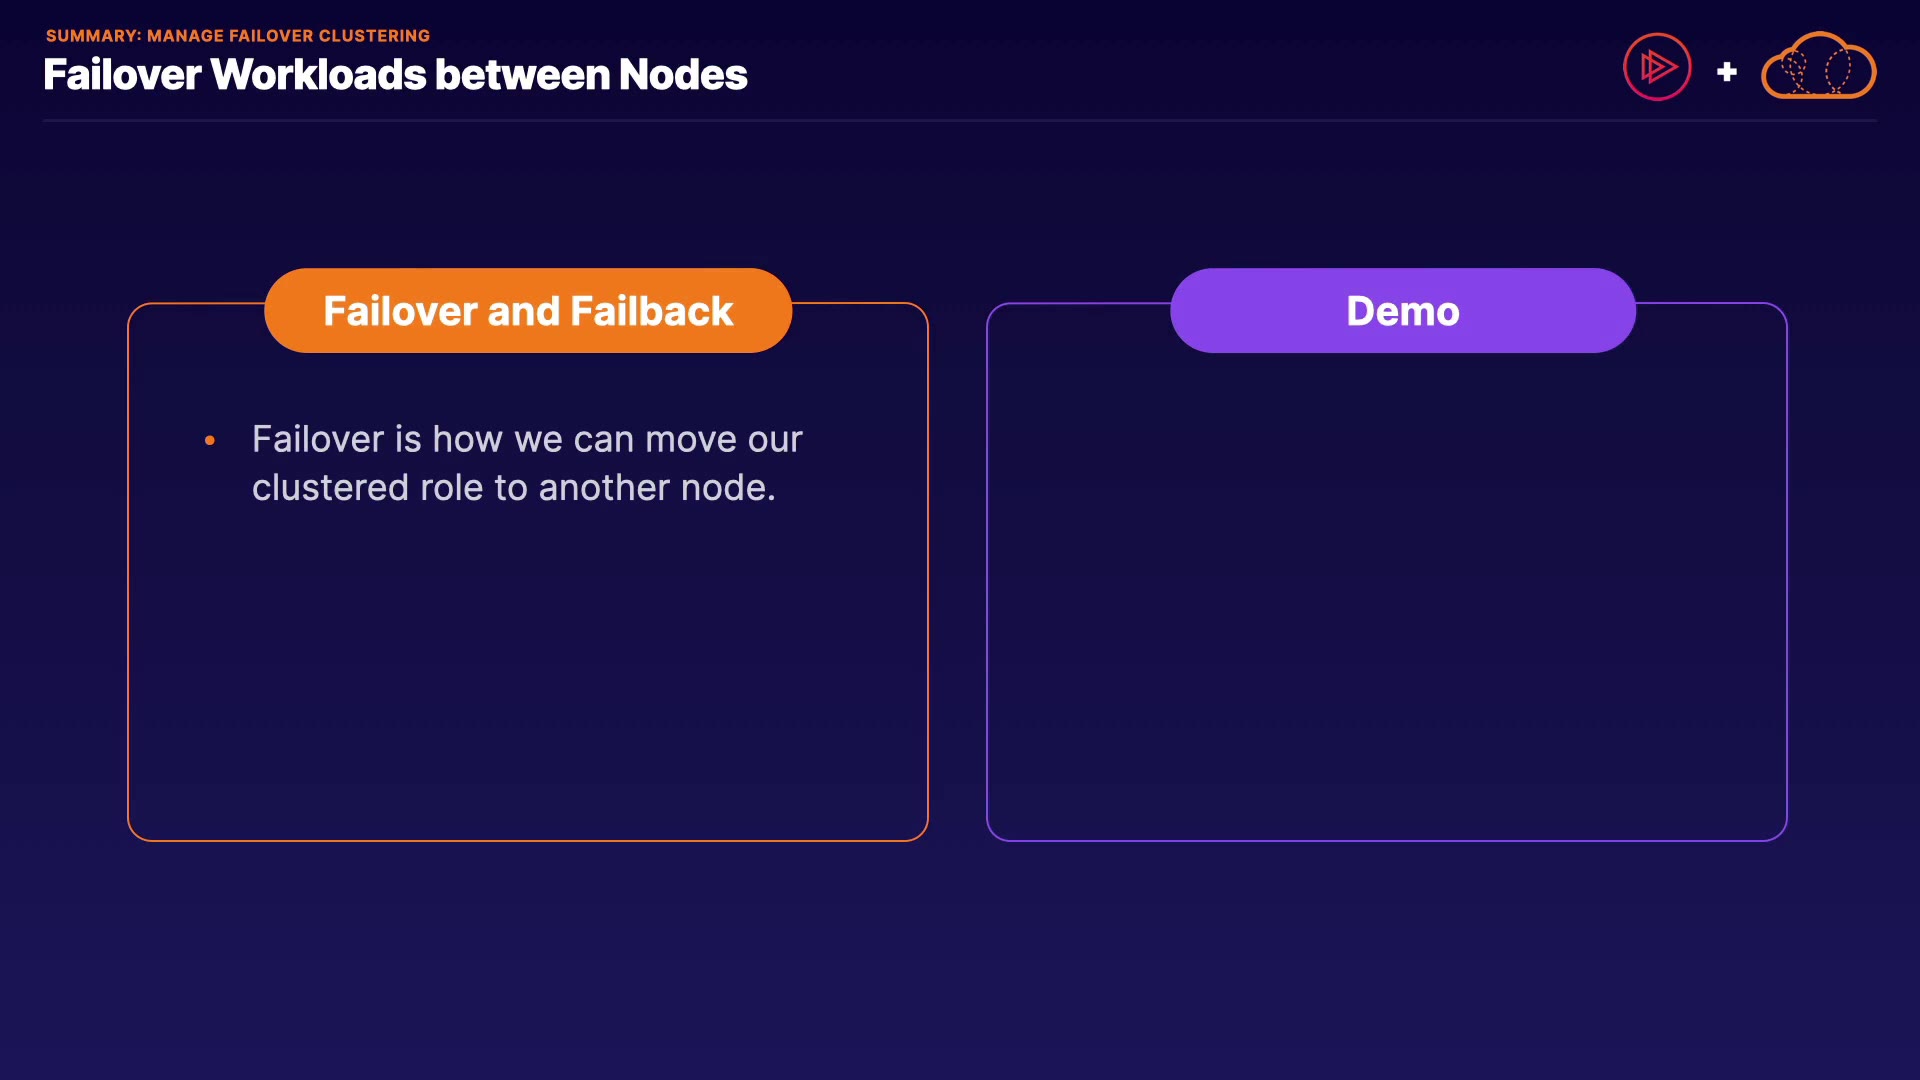 SUMMARY: MANAGE FAILOVER CLUSTERING
Failover Workloads between Nodes
Failover and Failback
• Failover is how we can move our
clustered role to another node.
Demo